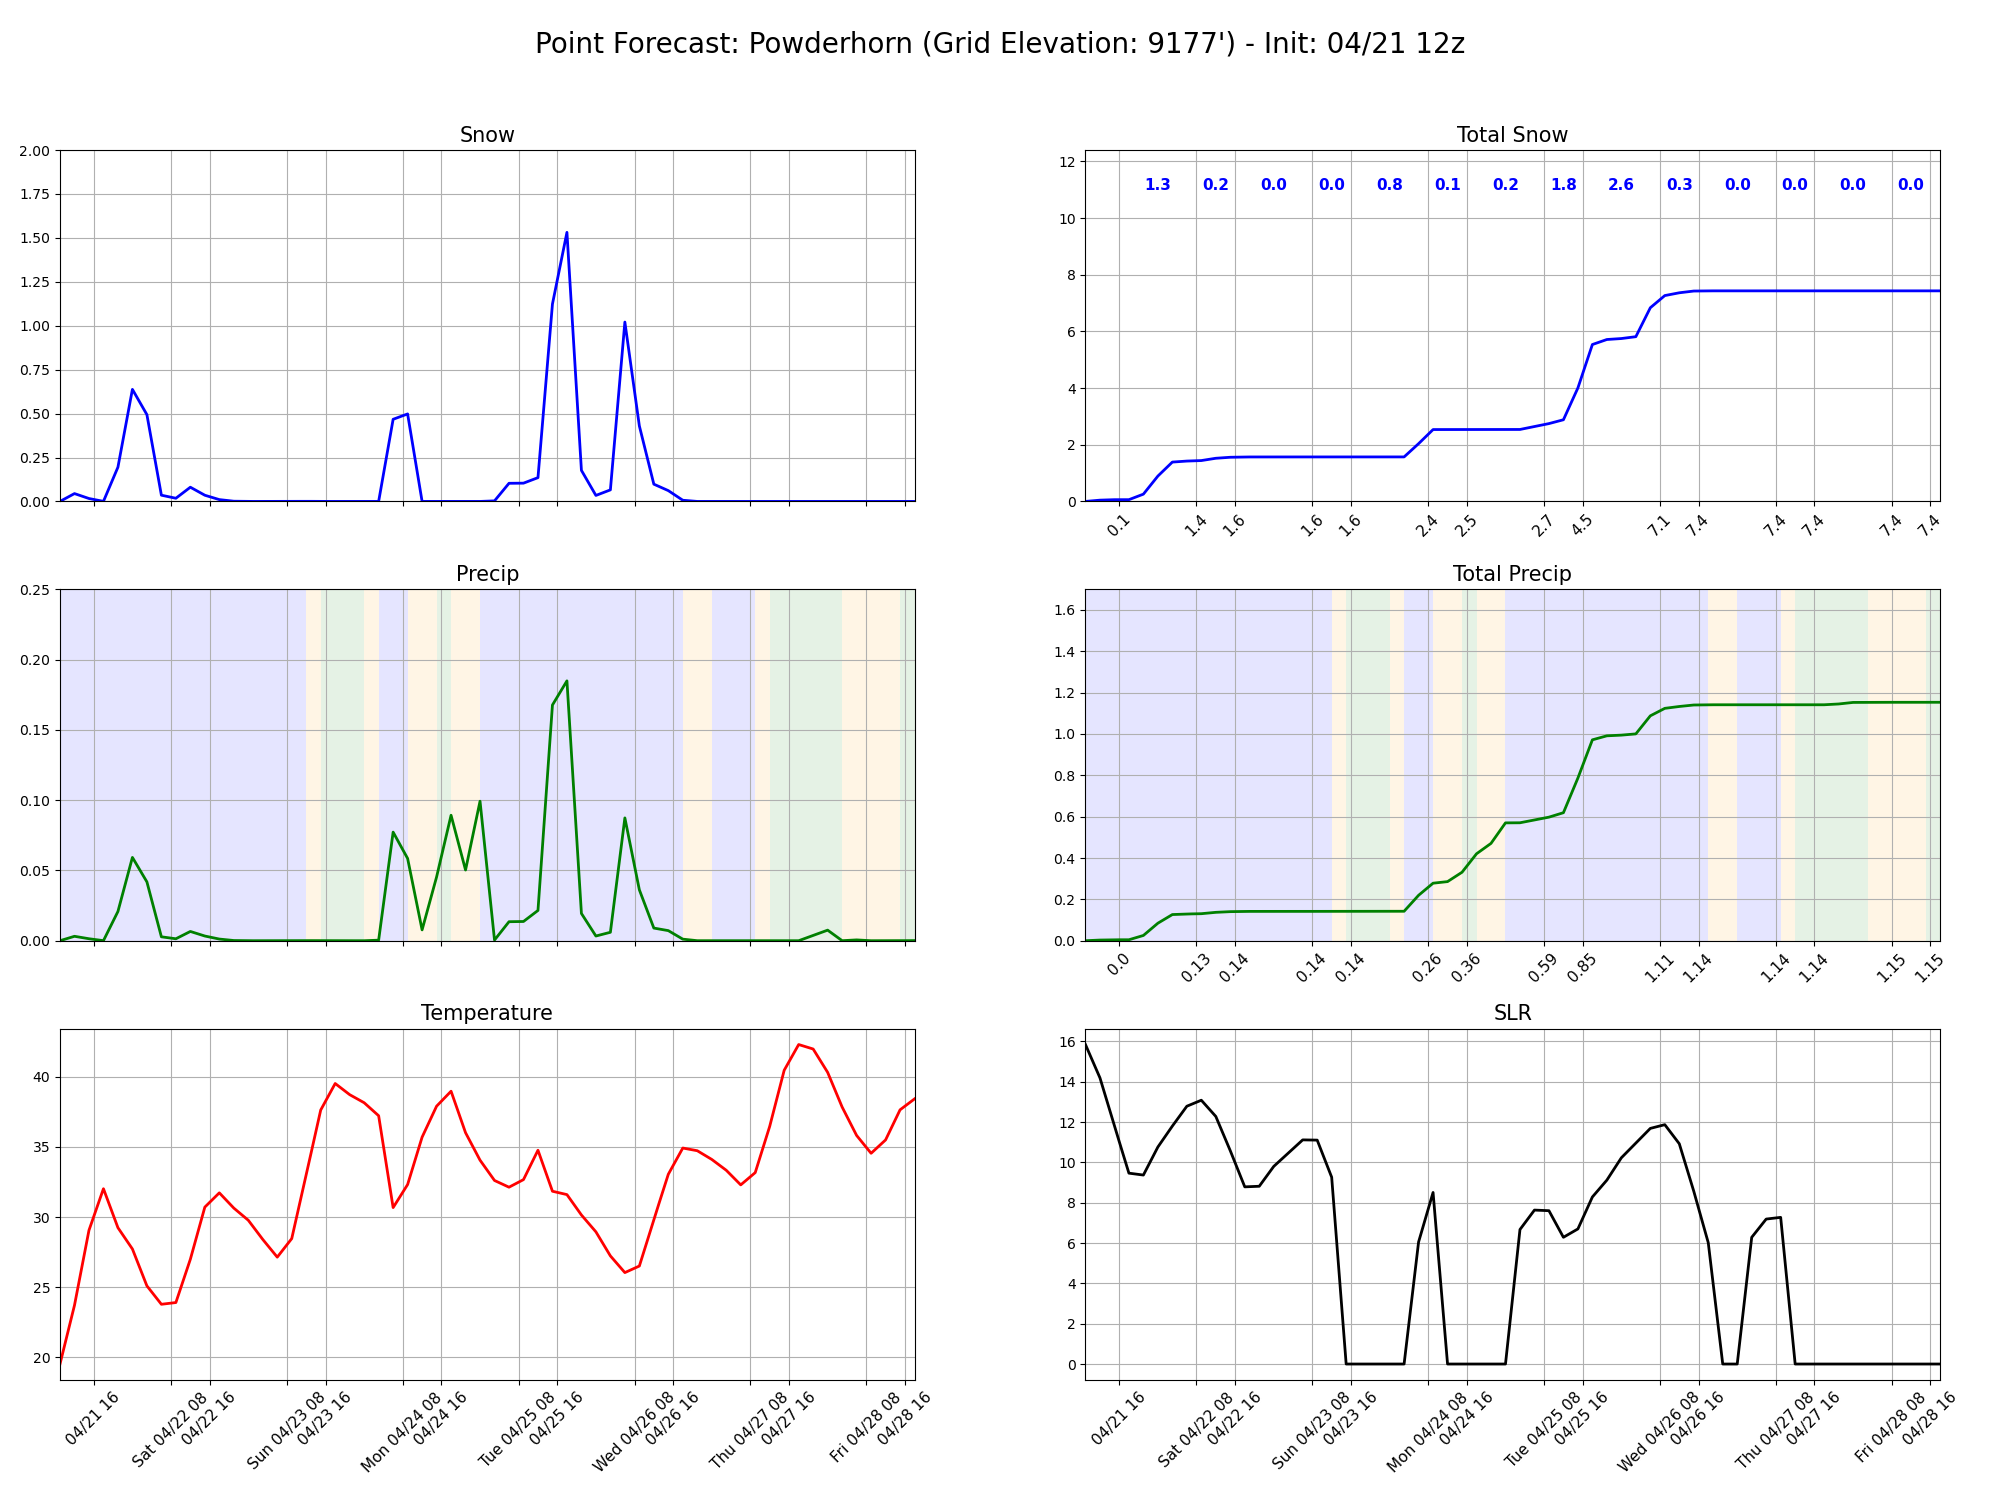 Point Forecast: Powderhorn (Grid Elevation: 9177') - Init: 04/21 12z
Snow
2.00
1.75
1.50
1.25
1.00
0.75
0.50
0.25
0.00
Total Snow
12
10
8
6
4
2
0
1.3 0.2 0.0 0.0 0.8 0.1 0.2 1.8 2.6 0.3 0.0 0.0 0.0 0.0
0.1 1.4 1.6 1.6 1.6 2.4 2.5 2.7 4.5 7.1 7.4 7.4 7.4 7.4 7.4
Precip
0.25
0.20
0.15
0.10
0.05
0.00
Total Precip
1.6
1.4
1.2
1.0
0.8
0.6
0.4
0.2
0.0
0.0 0.13 0.14 0.14 0.14 0.26 0.36 0.59 0.85 1.11 1.14 1.14 1.14 1.15 1.15
Temperature
40
35
30
25
20
04/21 16
Sat 04/22 08
04/22 16
Sun 04/23 08
04/23 16
Mon 04/24 08
04/24 16
Tue 04/25 08
04/25 16
Wed 04/26 08
04/26 16
Thu 04/27 08
04/27 16
Fri 04/28 08
04/28 16
SLR
16
14
12
10
8
6
4
2
0
04/21 16
Sat 04/22 08
04/22 16
Sun 04/23 08
04/23 16
Mon 04/24 08
04/24 16
Tue 04/25 08
04/25 16
Wed 04/26 08
04/26 16
Thu 04/27 08
04/27 16
Fri 04/28 08
04/28 16